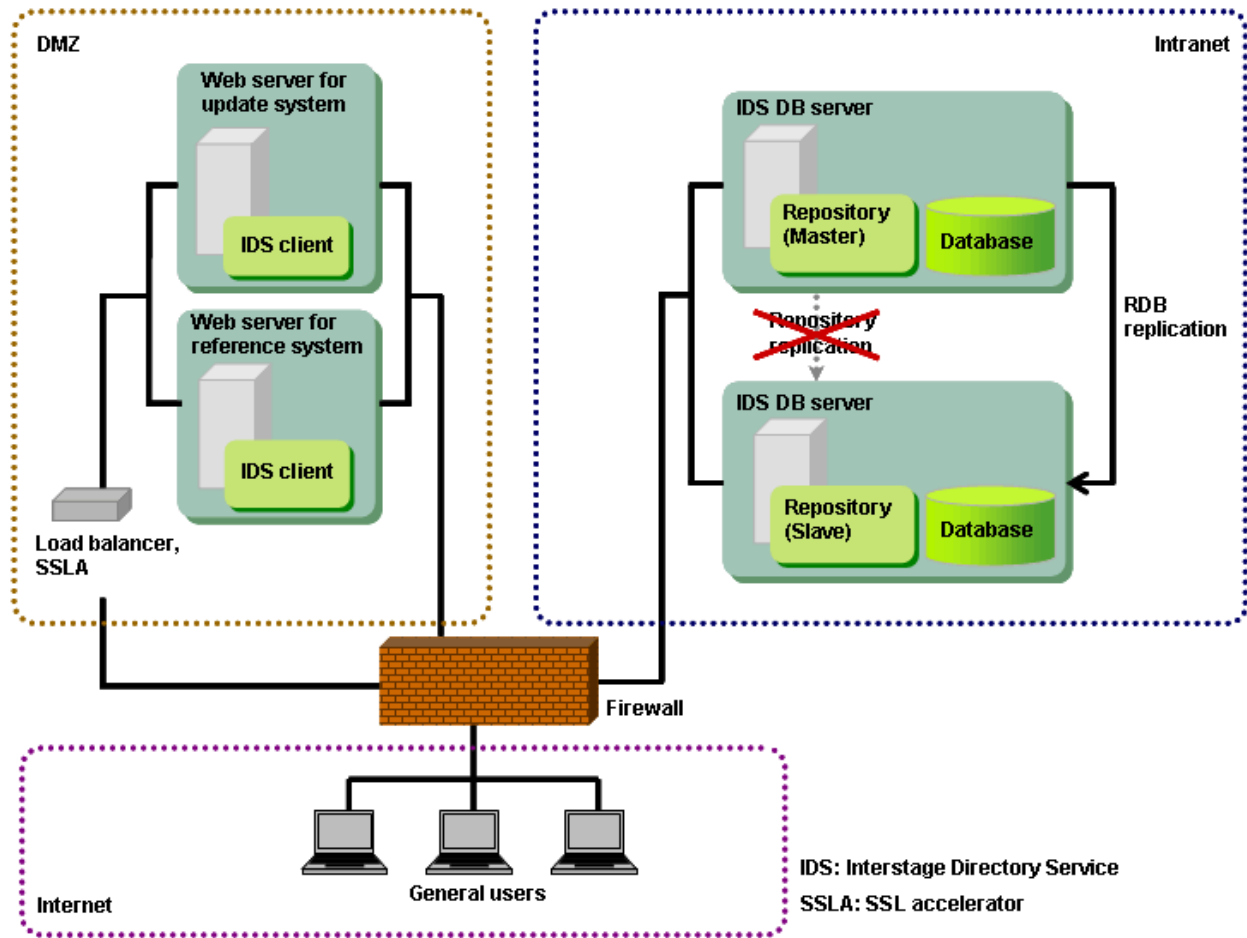 DMZ
Web server for
update system
IDS client
Web server for
reference system
IDS client
Load balancer,
SSLA
Intranet
IDS DB server
Repository
(Master)
Database
Repository
replication
RDB
replication
IDS DB server
Repository
(Slave)
Database
Firewall
General users
Internet
IDS: Interstage Directory Service
SSLA: SSL accelerator